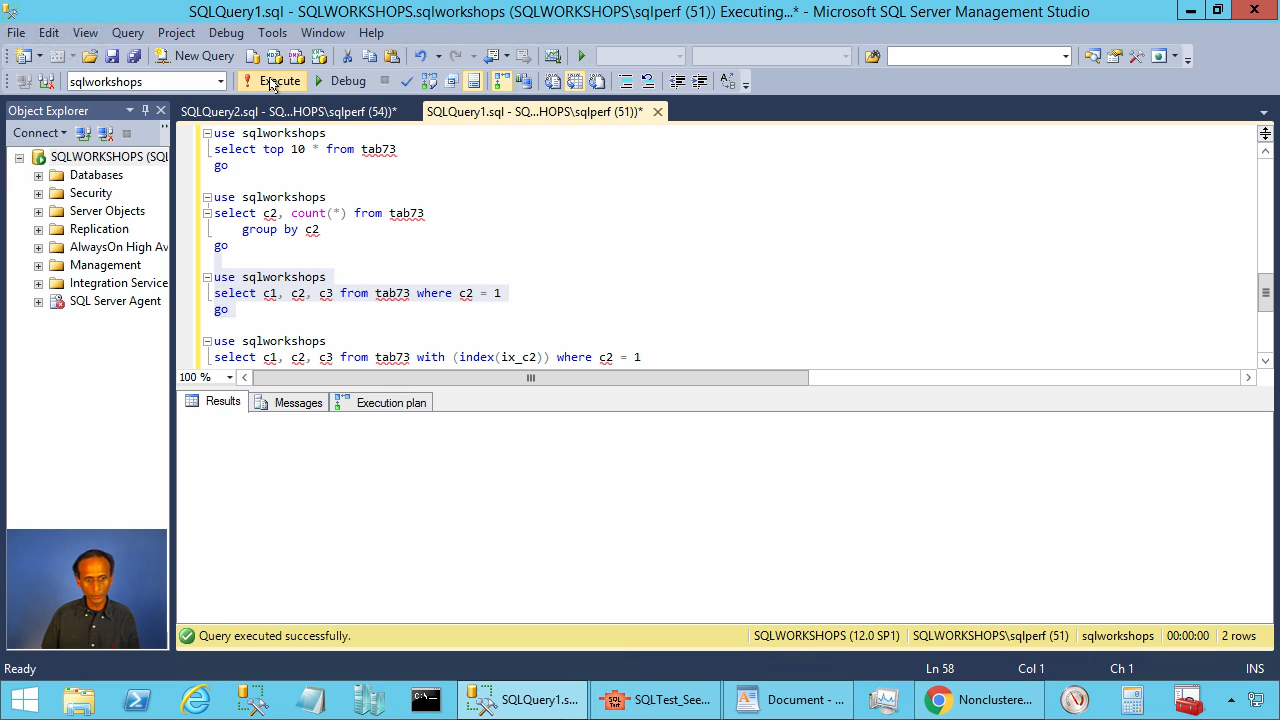 SQLQuery1.sql - SQLWORKSHOPS.sqlworkshops (SQLWORKSHOPS\sqlperf (51)) Executing...* - Microsoft SQL Server Management Studio
File Edit View Query Project Debug Tools Window Help
New Query
sqlworkshops Execute Debug
Object Explorer
SQLQuery2.sql - SQ...HOPS\sqlperf (54))* SQLQuery1.sql - SQ...HOPS\sqlperf (51))*
Connect
SQLWORKSHOPS (SQL
Databases
Security
Server Objects
Replication
AlwaysOn High Av
Management
Integration Service
SQL Server Agent
use sqlworkshops
select top 10 * from tab73
go
use sqlworkshops
select c2, count(*) from tab73
group by c2
go
use sqlworkshops
select c1, c2, c3 from tab73 where c2 = 1
go
use sqlworkshops
select c1, c2, c3 from tab73 with (index(ix_c2)) where c2 = 1
100 %
Results Messages Execution plan
Query executed successfully. SQLWORKSHOPS (12.0 SP1) SQLWORKSHOPS\sqlperf (51) sqlworkshops 00:00:00 2 rows
Ready Ln 58 Col 1 Ch 1 INS
SQLQuery1.s... SQLTest_See... Document - ... Nonclustere...